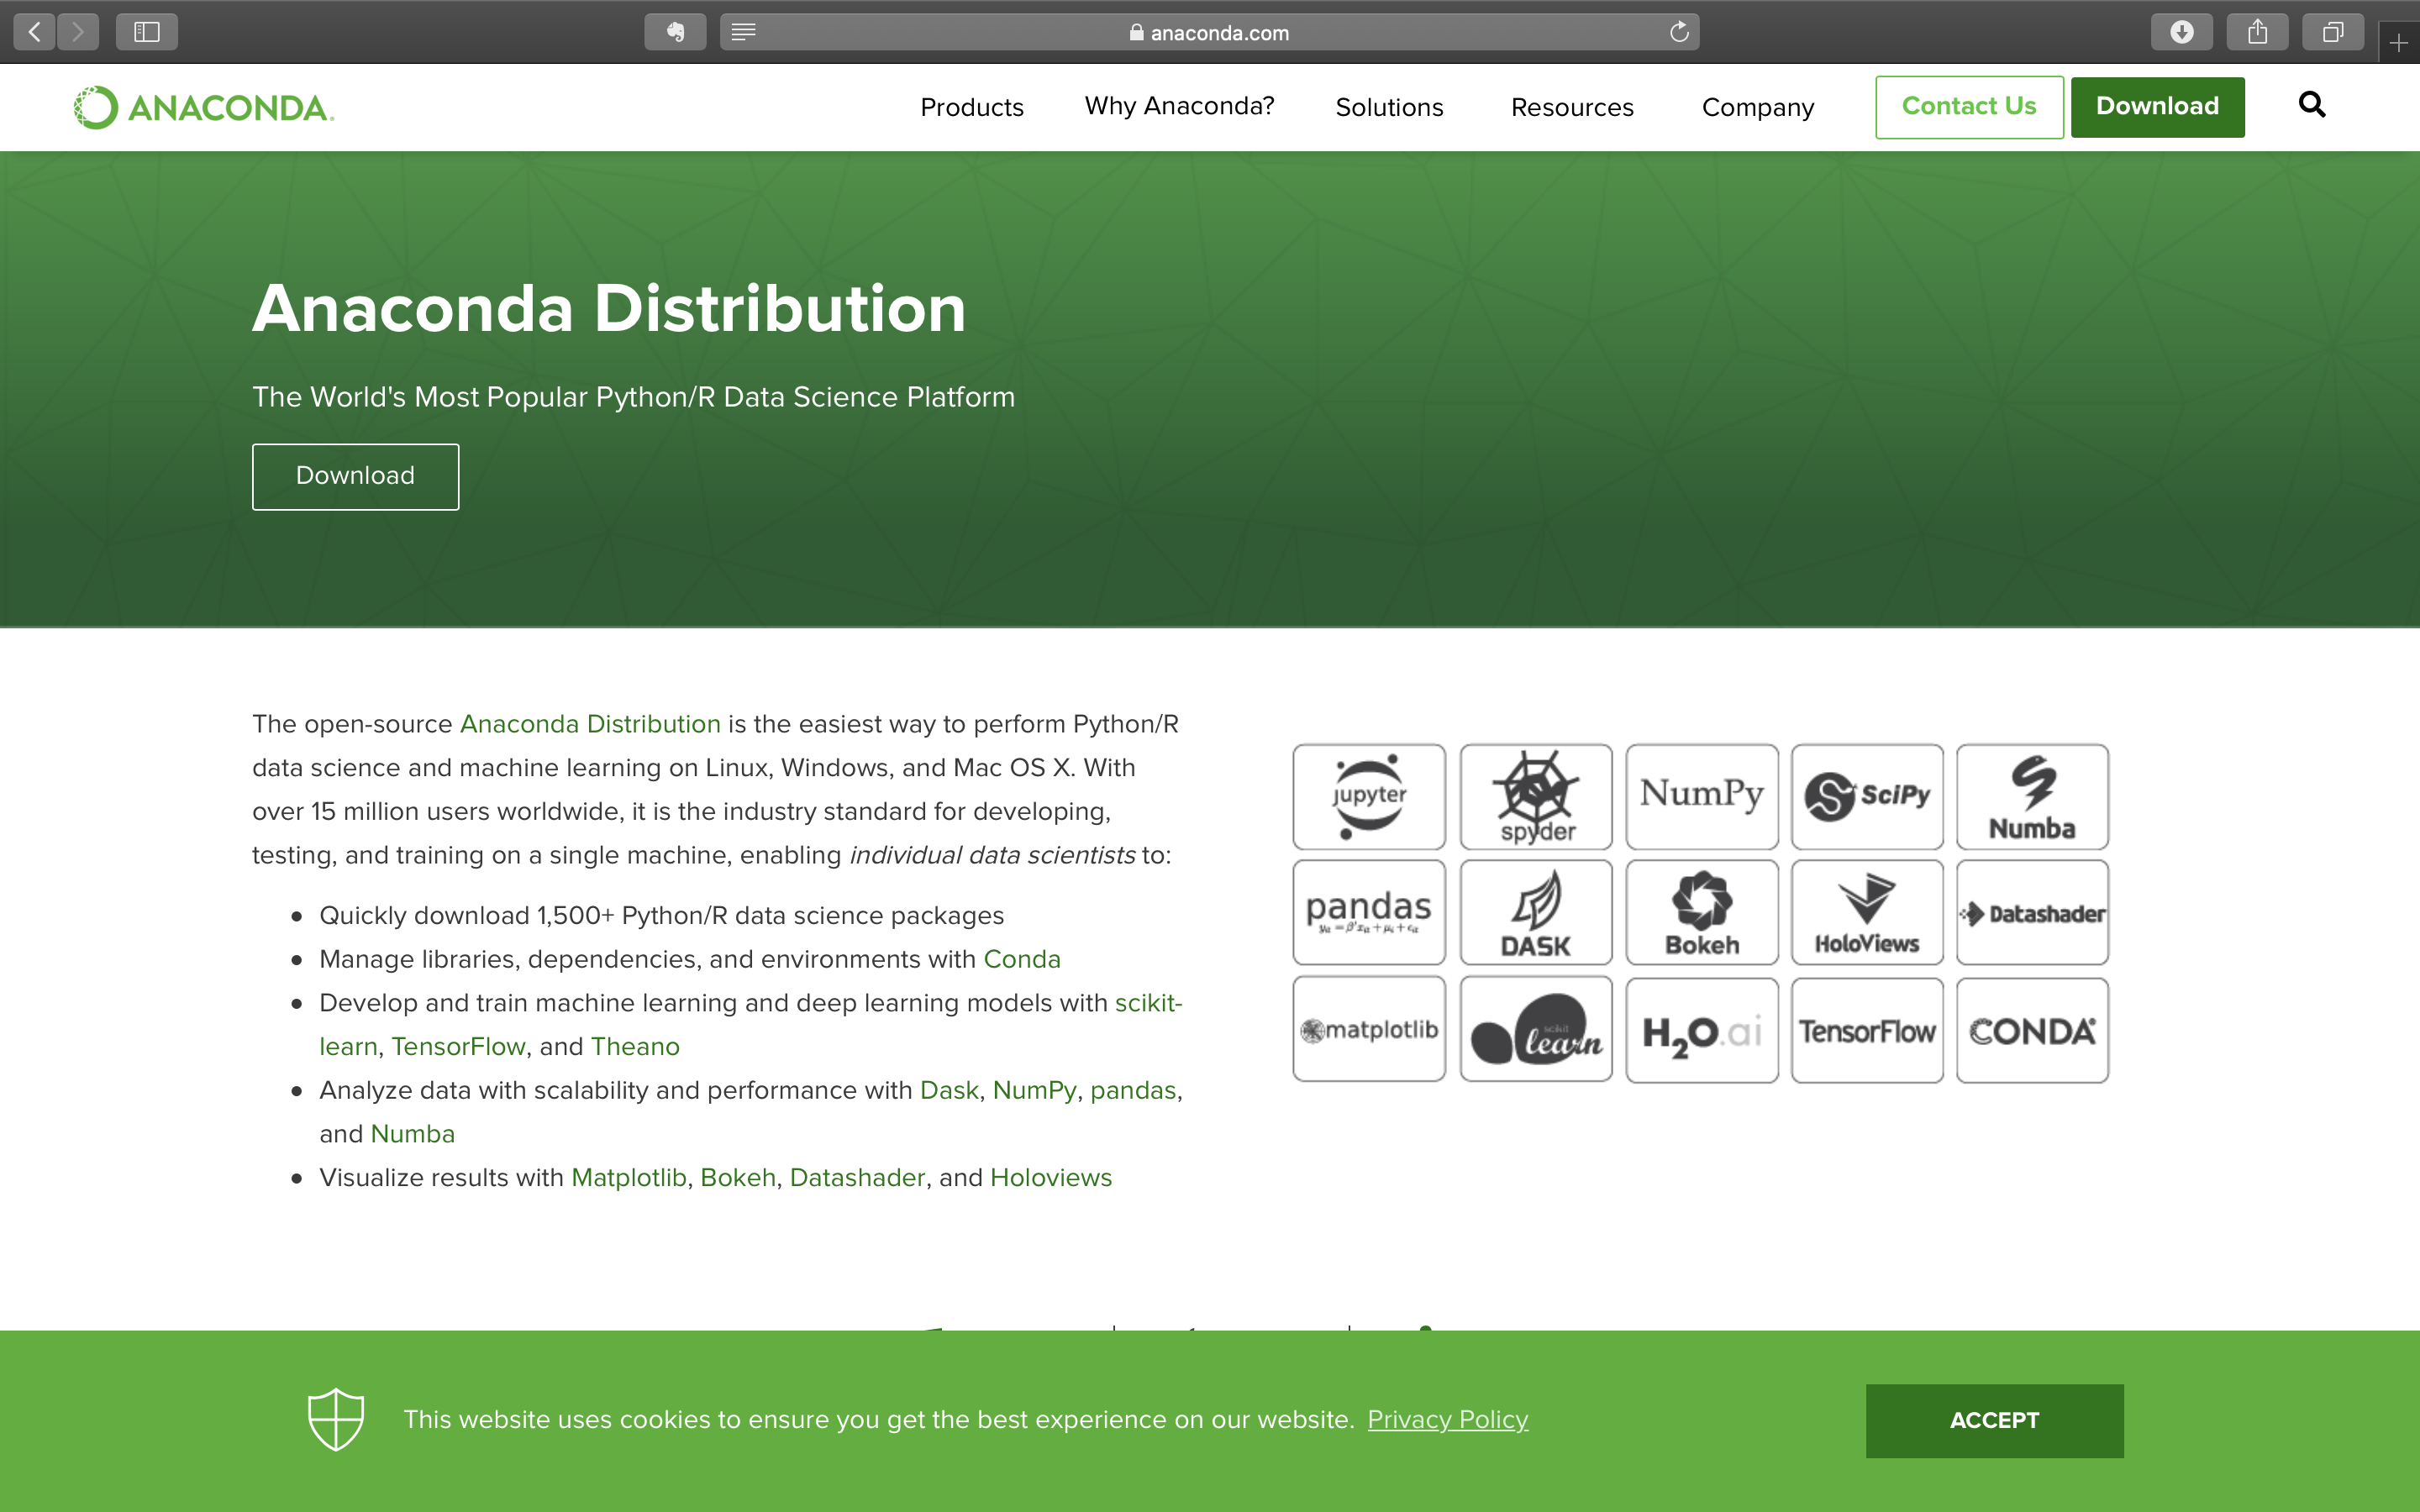 anaconda.com
ANACONDA.
Products
Why Anaconda?
Solutions
Resources
Company
Contact Us
Download
Anaconda Distribution
The World's Most Popular Python/R Data Science Platform
Download
The open-source Anaconda Distribution is the easiest way to perform Python/R
data science and machine learning on Linux, Windows, and Mac OS X. With
over 15 million users worldwide, it is the industry standard for developing,
testing, and training on a single machine, enabling individual data scientists to:
• Quickly download 1,500+ Python/R data science packages
• Manage libraries, dependencies, and environments with Conda
• Develop and train machine learning and deep learning models with scikit-
learn, TensorFlow, and Theano
• Analyze data with scalability and performance with Dask, NumPy, pandas,
and Numba
• Visualize results with Matplotlib, Bokeh, Datashader, and Holoviews
jupyter
spyder
NumPy
SciPy
Numba
pandas
DASK
Bokeh
HoloViews
Datashader
matplotlib
scikit
learn
H2O.ai
TensorFlow
CONDA
This website uses cookies to ensure you get the best experience on our website. Privacy Policy
ACCEPT